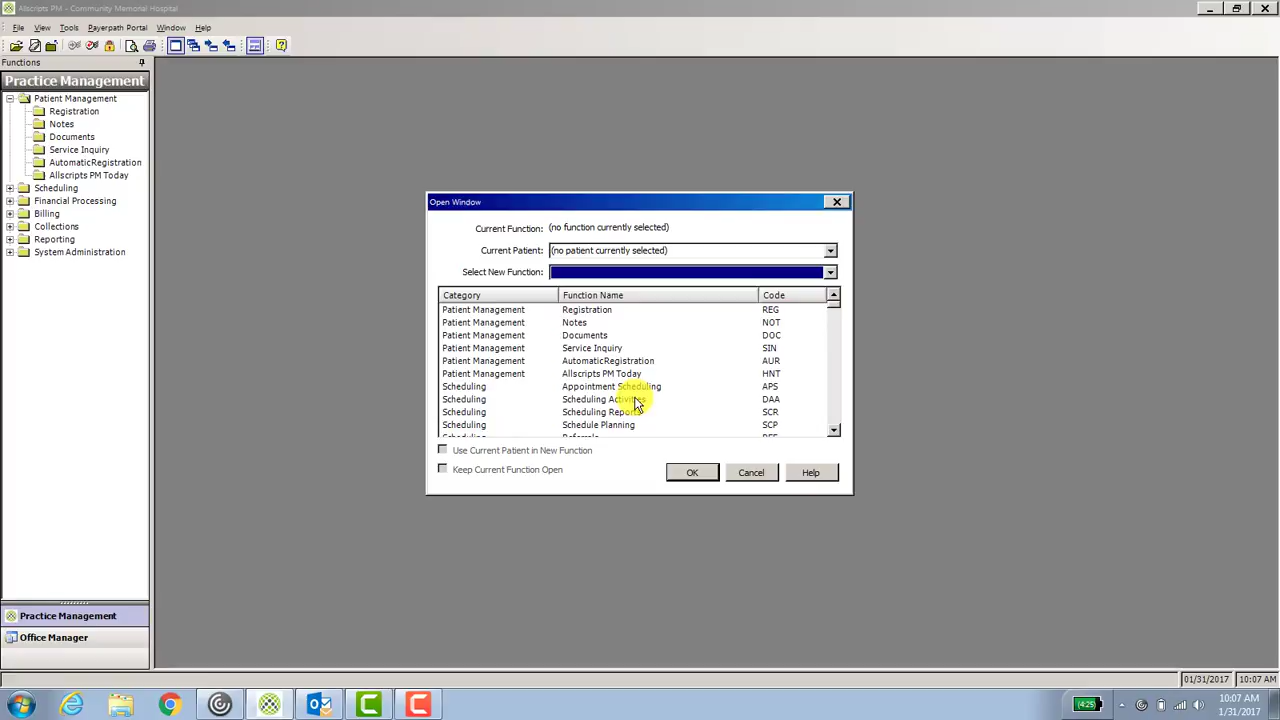 Allscripts PM - Community Memorial Hospital
File View Tools Payerpath Portal Window Help
Functions
Practice Management
Patient Management
Registration
Notes
Documents
Service Inquiry
AutomaticRegistration
Allscripts PM Today
Scheduling
Financial Processing
Billing
Collections
Reporting
System Administration
Open Window
Current Function: (no function currently selected)
Current Patient: (no patient currently selected)
Select New Function:
Category Function Name Code
Patient Management Registration REG
Patient Management Notes NOT
Patient Management Documents DOC
Patient Management Service Inquiry SIN
Patient Management AutomaticRegistration AUR
Patient Management Allscripts PM Today HNT
Scheduling Appointment Scheduling APS
Scheduling Scheduling Activities DAA
Scheduling Scheduling Reports SCR
Scheduling Schedule Planning SCP
Use Current Patient in New Function
Keep Current Function Open
OK Cancel Help
Practice Management
Office Manager
01/31/2017 10:07 AM
(4:25)
10:07 AM
1/31/2017